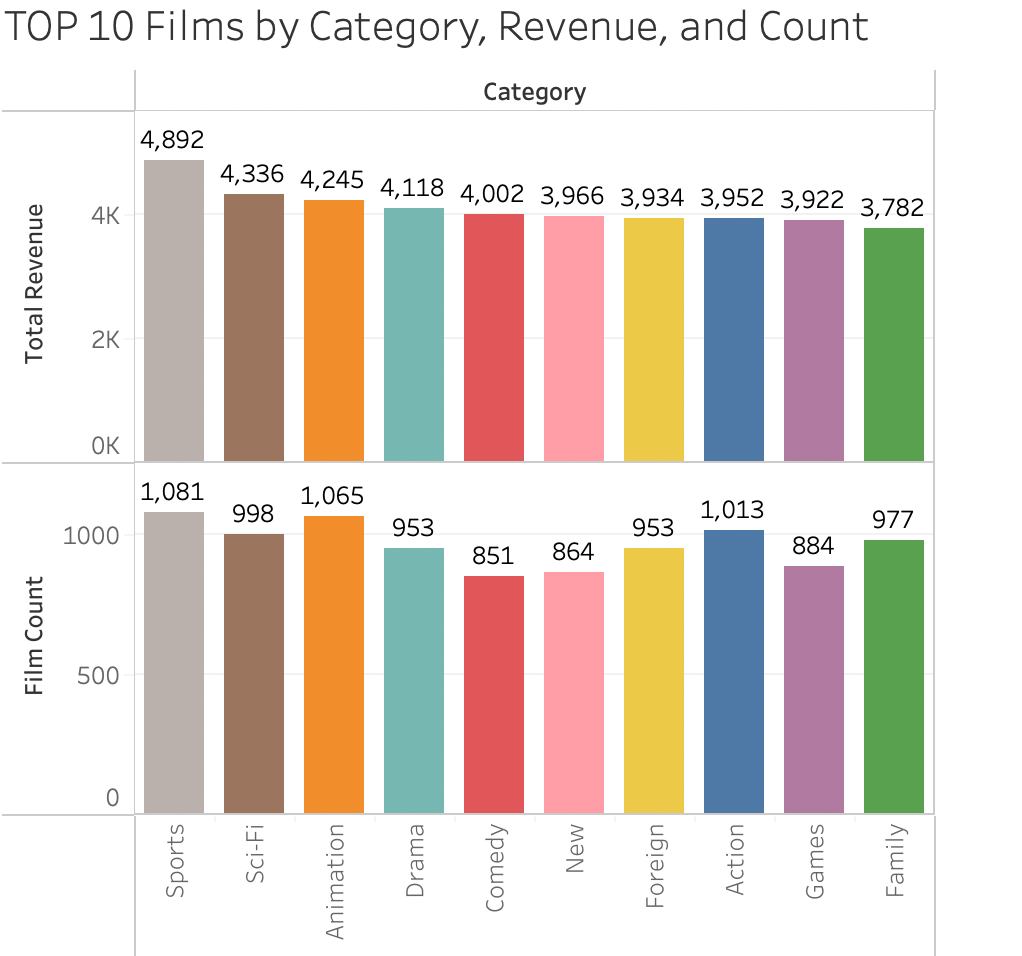 TOP 10 Films by Category, Revenue, and Count
Category
Total Revenue
4K
2K
0K
4,892
4,336
4,245
4,118
4,002
3,966
3,934
3,952
3,922
3,782
Film Count
1000
500
0
1,081
998
1,065
953
851
864
953
1,013
884
977
Sports
Sci-Fi
Animation
Drama
Comedy
New
Foreign
Action
Games
Family